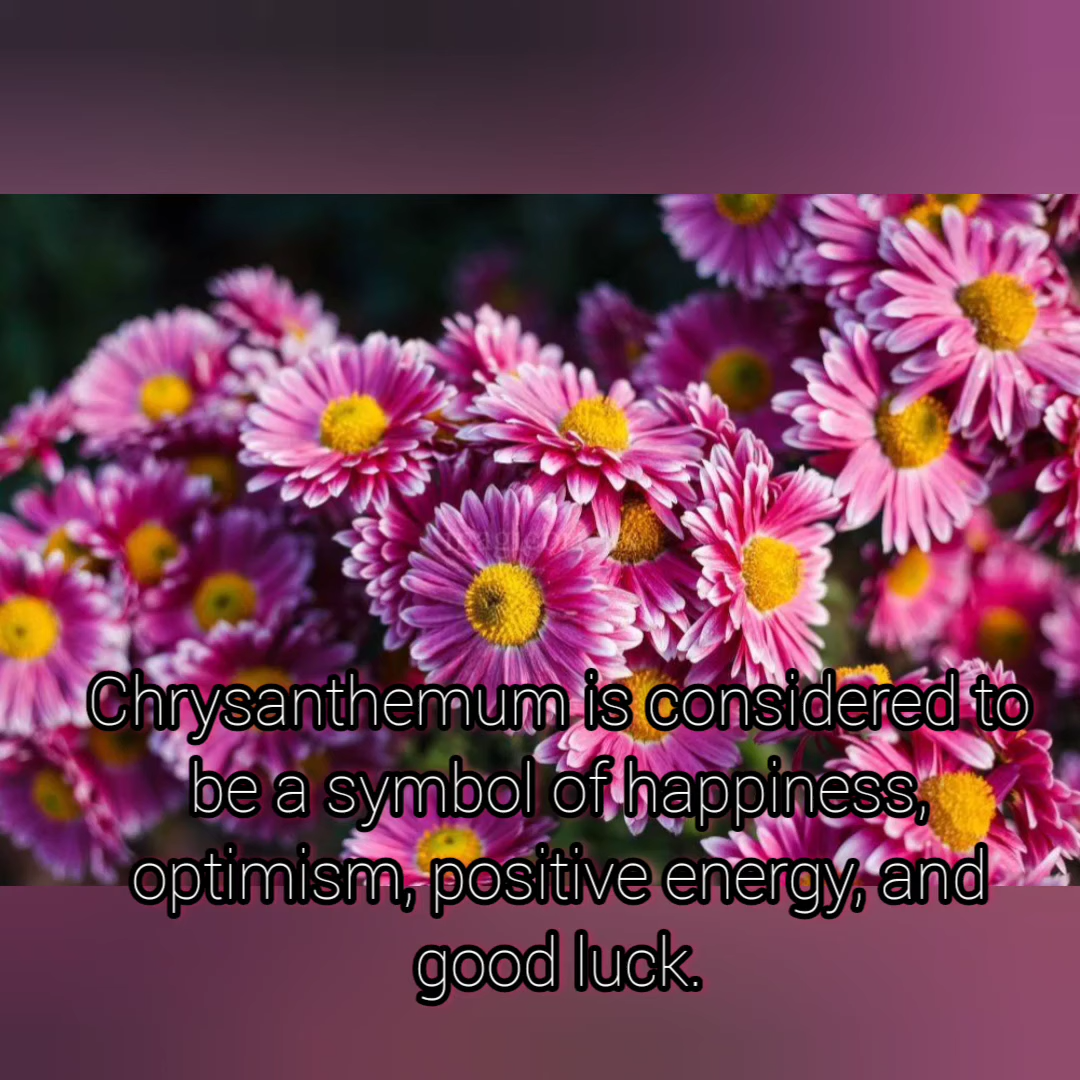 Chrysanthemum is considered to
be a symbol of happiness,
optimism, positive energy, and
good luck.